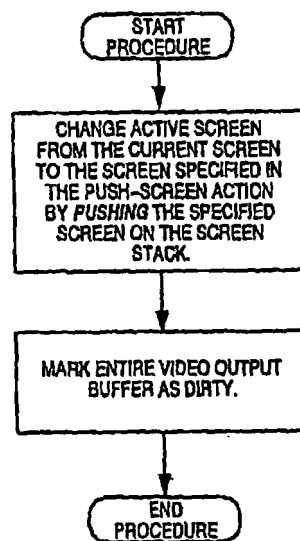 START
PROCEDURE
CHANGE ACTIVE SCREEN
FROM THE CURRENT SCREEN
TO THE SCREEN SPECIFIED IN
THE PUSH-SCREEN ACTION
BY PUSHING THE SPECIFIED
SCREEN ON THE SCREEN
STACK.
MARK ENTIRE VIDEO OUTPUT
BUFFER AS DIRTY.
END
PROCEDURE